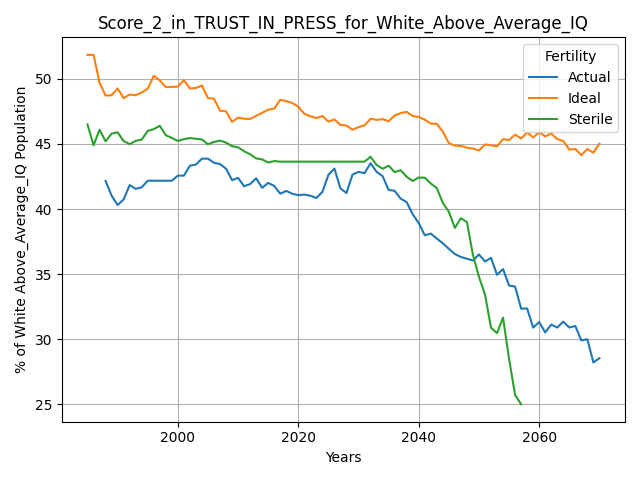 Score_2_in_TRUST_IN_PRESS_for_White_Above_Average_IQ
% of White Above_Average_IQ Population
50
45
40
35
30
25
Fertility
Actual
Ideal
Sterile
2000
2020
2040
2060
Years